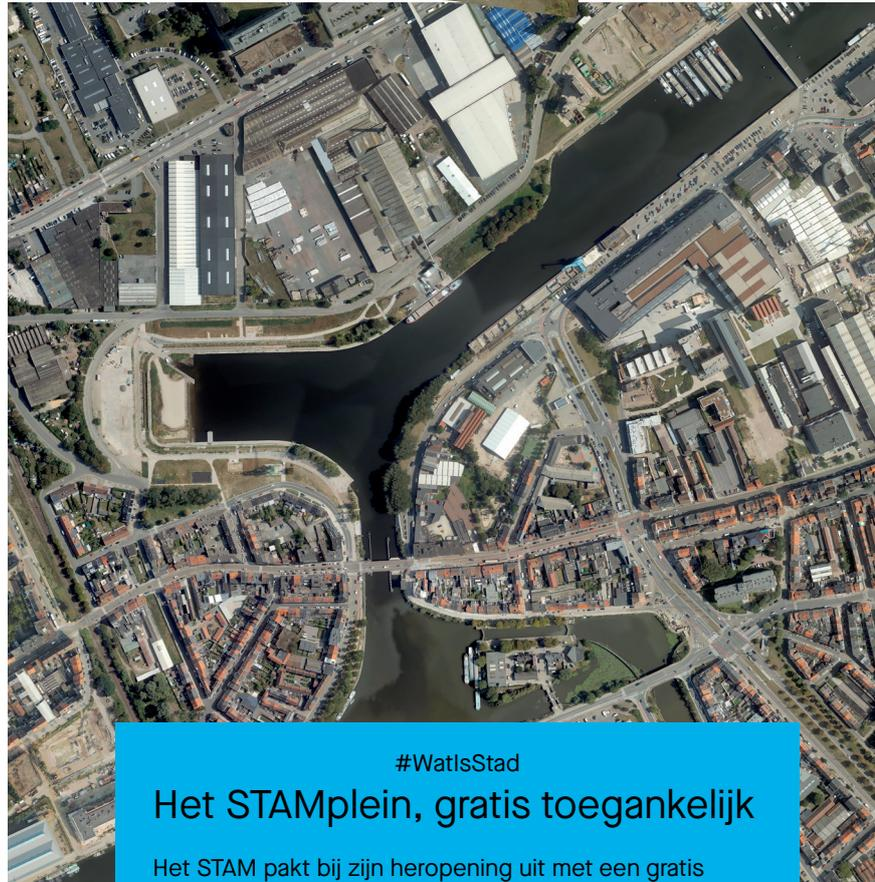 #WatIsStad
Het STAMplein, gratis toegankelijk
Het STAM pakt bij zijn heropening uit met een gratis